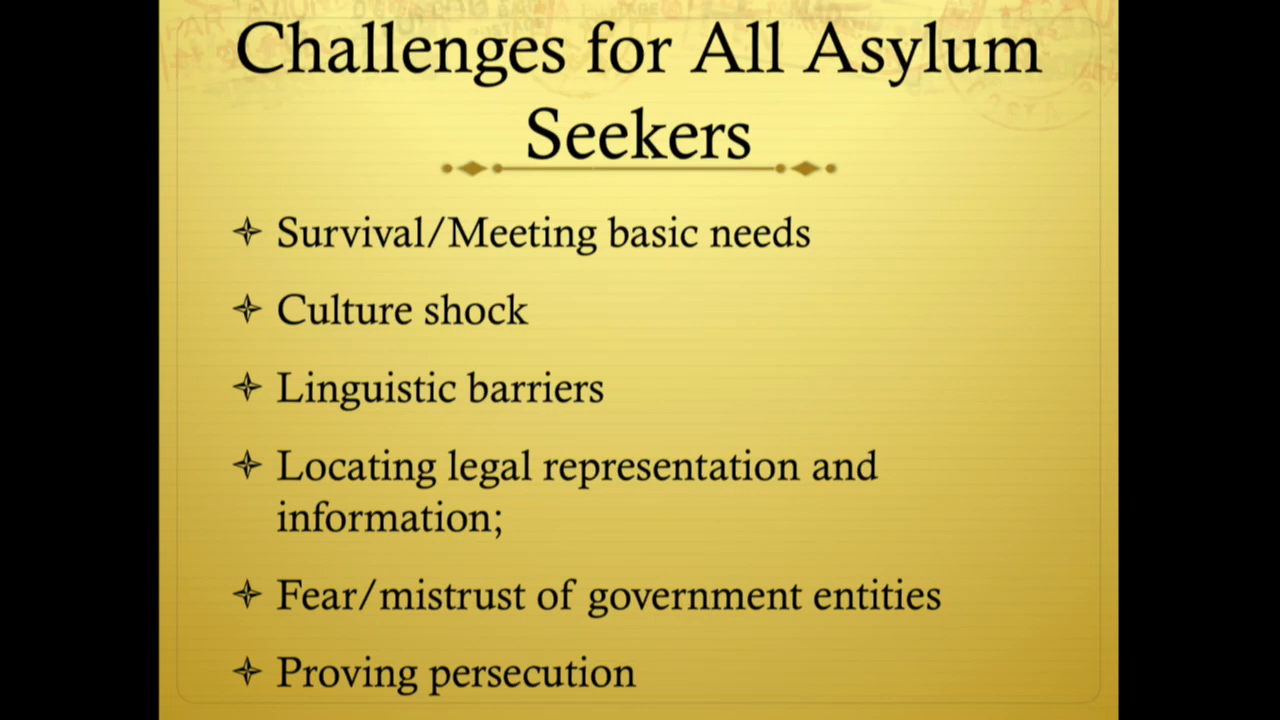 Challenges for All Asylum
Seekers
Survival/Meeting basic needs
Culture shock
Linguistic barriers
Locating legal representation and
information;
Fear/mistrust of government entities
Proving persecution